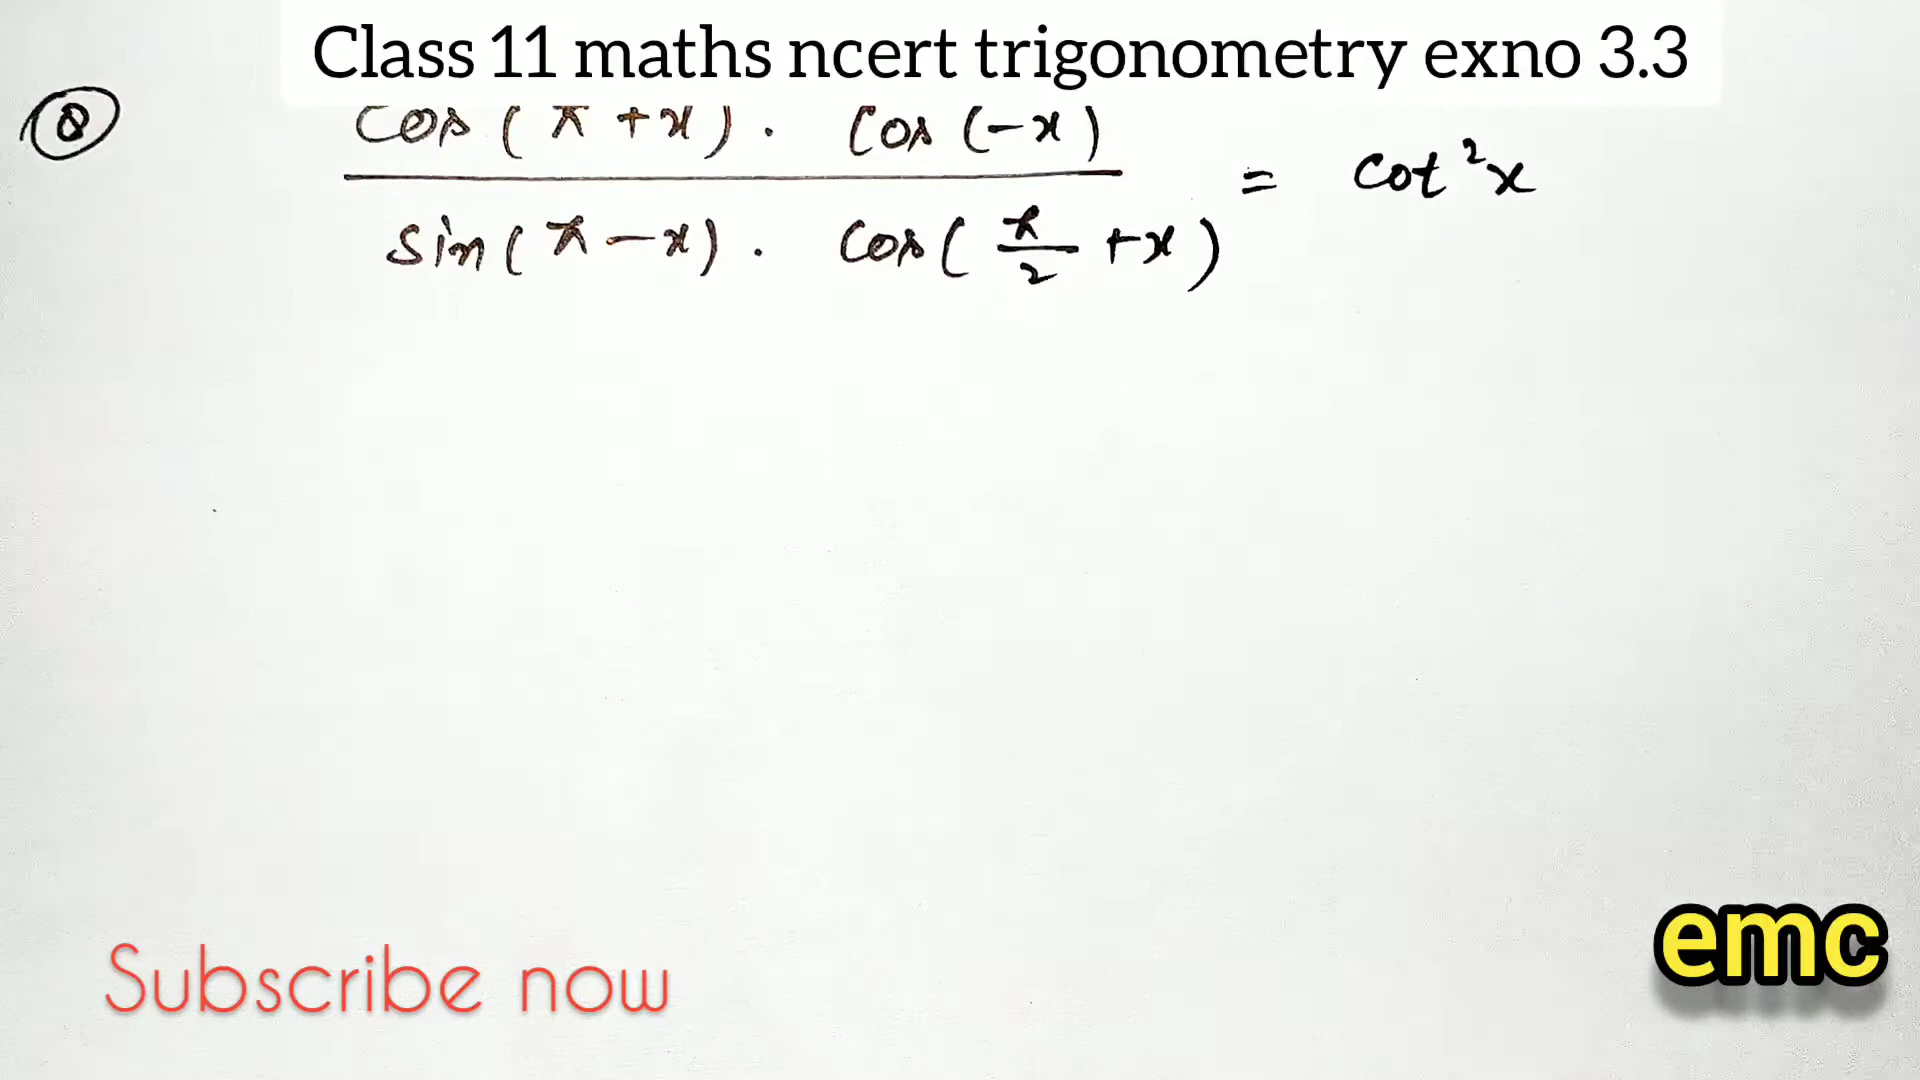 Class 11 maths ncert trigonometry exno 3.3
⑧ cos(π+x) . cos(-x)
sin(π-x) . cos(π/2 +x) = cot²x
Subscribe now
emc